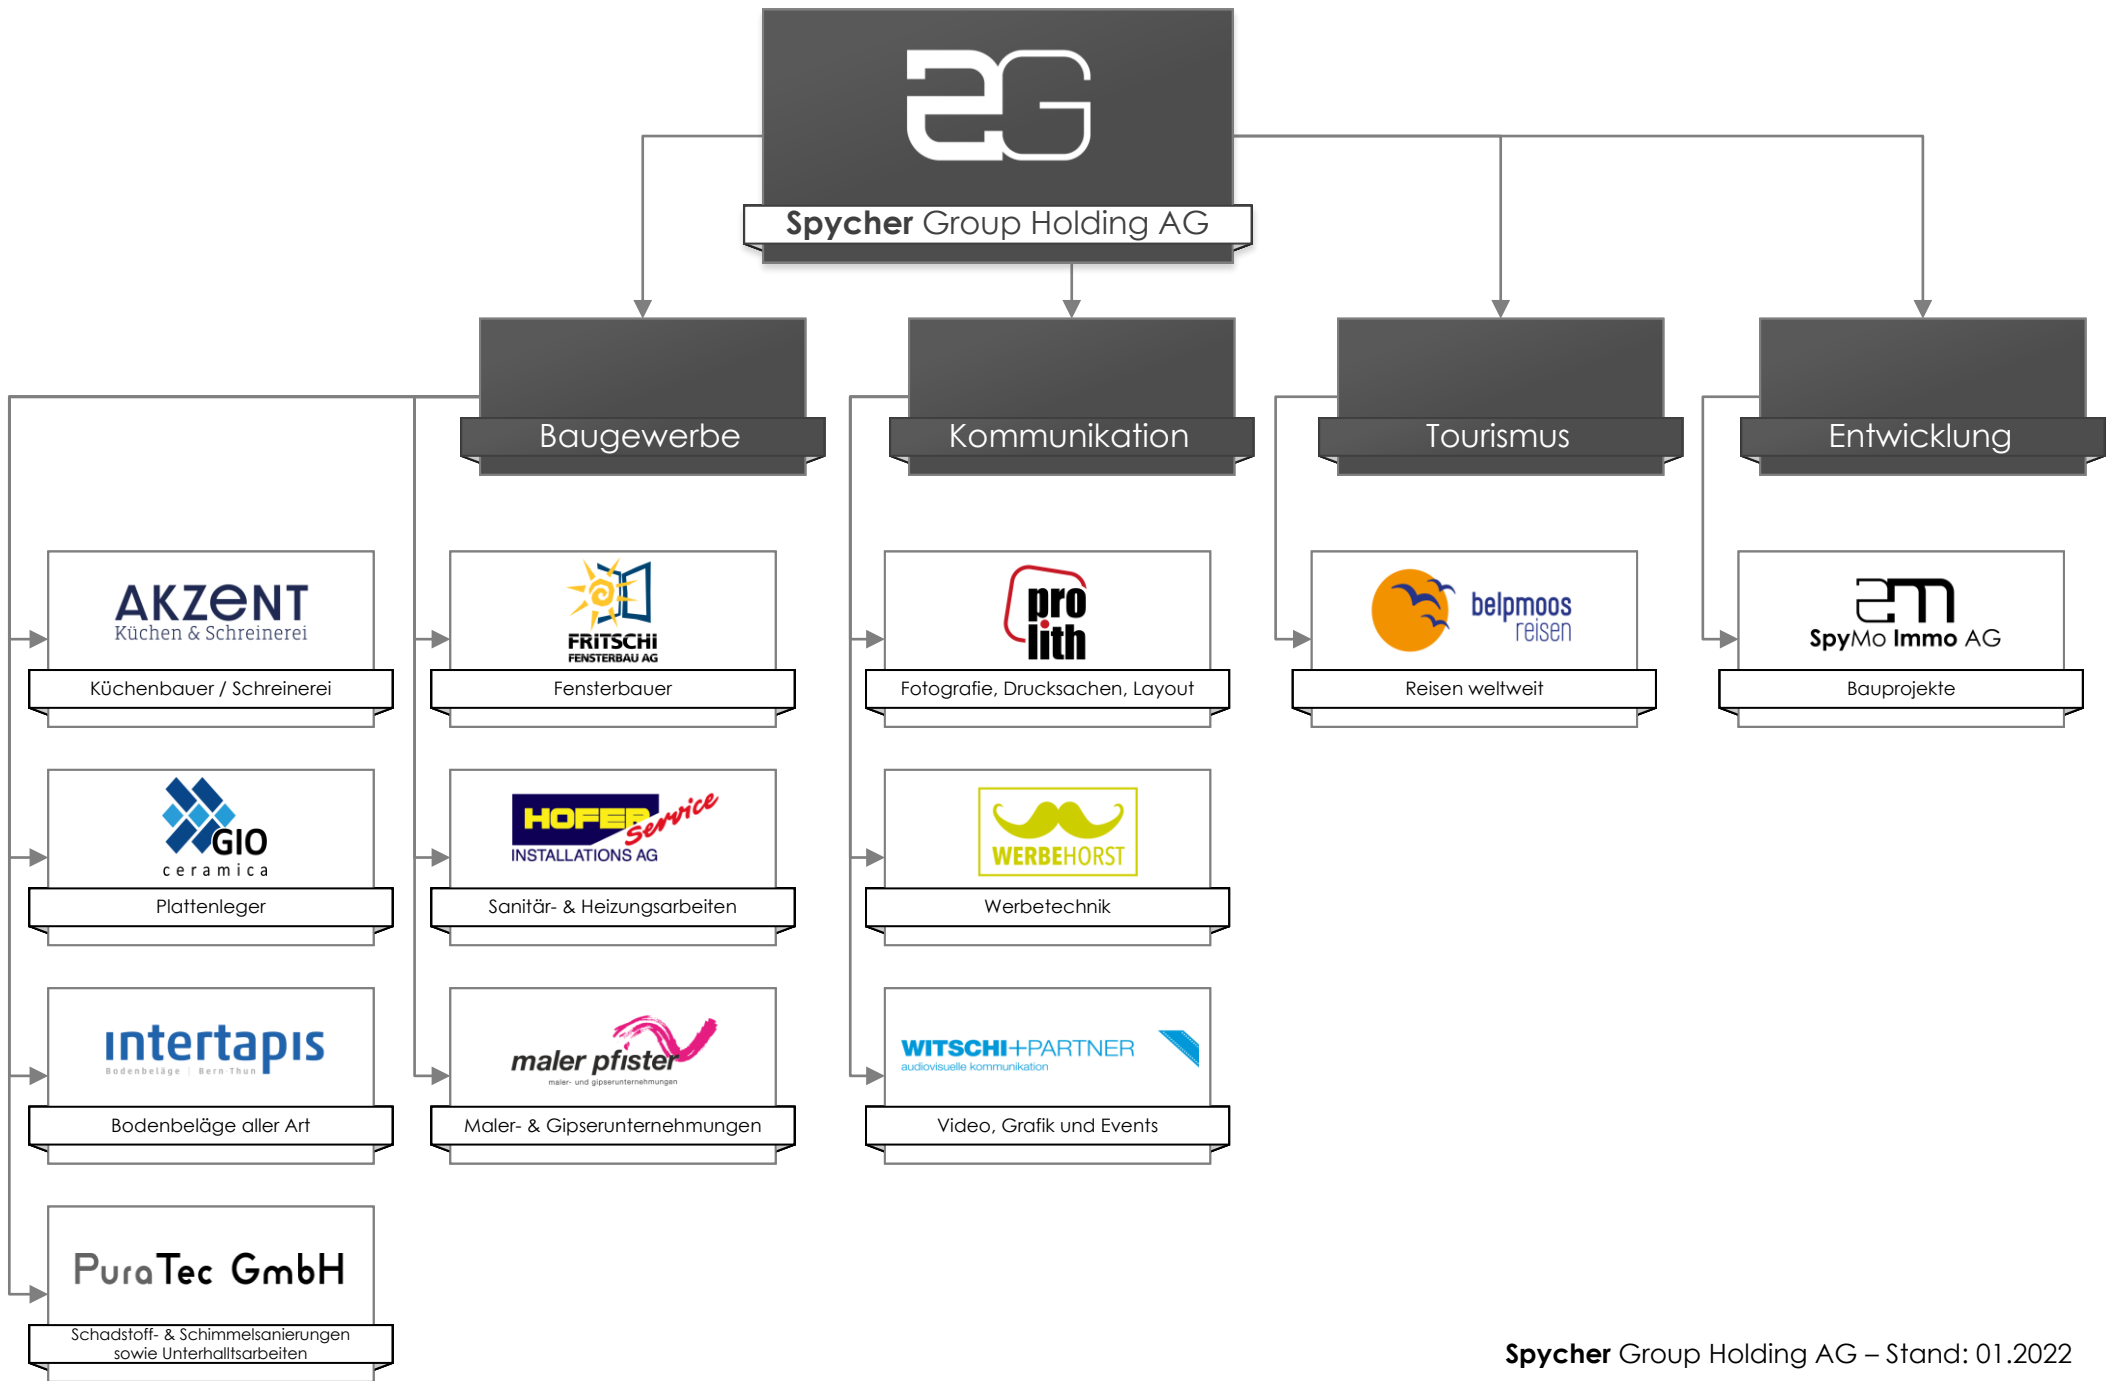 SG
Spycher Group Holding AG
Baugewerbe
Kommunikation
Tourismus
Entwicklung
AKZENT
Küchen & Schreinerei
Küchenbauer / Schreinerei
FRITSCHI
FENSTERBAU AG
Fensterbauer
pro
lith
Fotografie, Drucksachen, Layout
belpmoos
reisen
Reisen weltweit
SM
SpyMo Immo AG
Bauprojekte
GIO
ceramica
Plattenleger
HOFER Service
INSTALLATIONS AG
Sanitär- & Heizungsarbeiten
WERBEHORST
Werbetechnik
intertapis
Bodenbeläge | Bern-Thun
Bodenbeläge aller Art
maler pfister
maler- und gipserunternehmungen
Maler- & Gipserunternehmungen
WITSCHI+PARTNER
audiovisuelle kommunikation
Video, Grafik und Events
PuraTec GmbH
Schadstoff- & Schimmelsanierungen
sowie Unterhalltsarbeiten
Spycher Group Holding AG – Stand: 01.2022